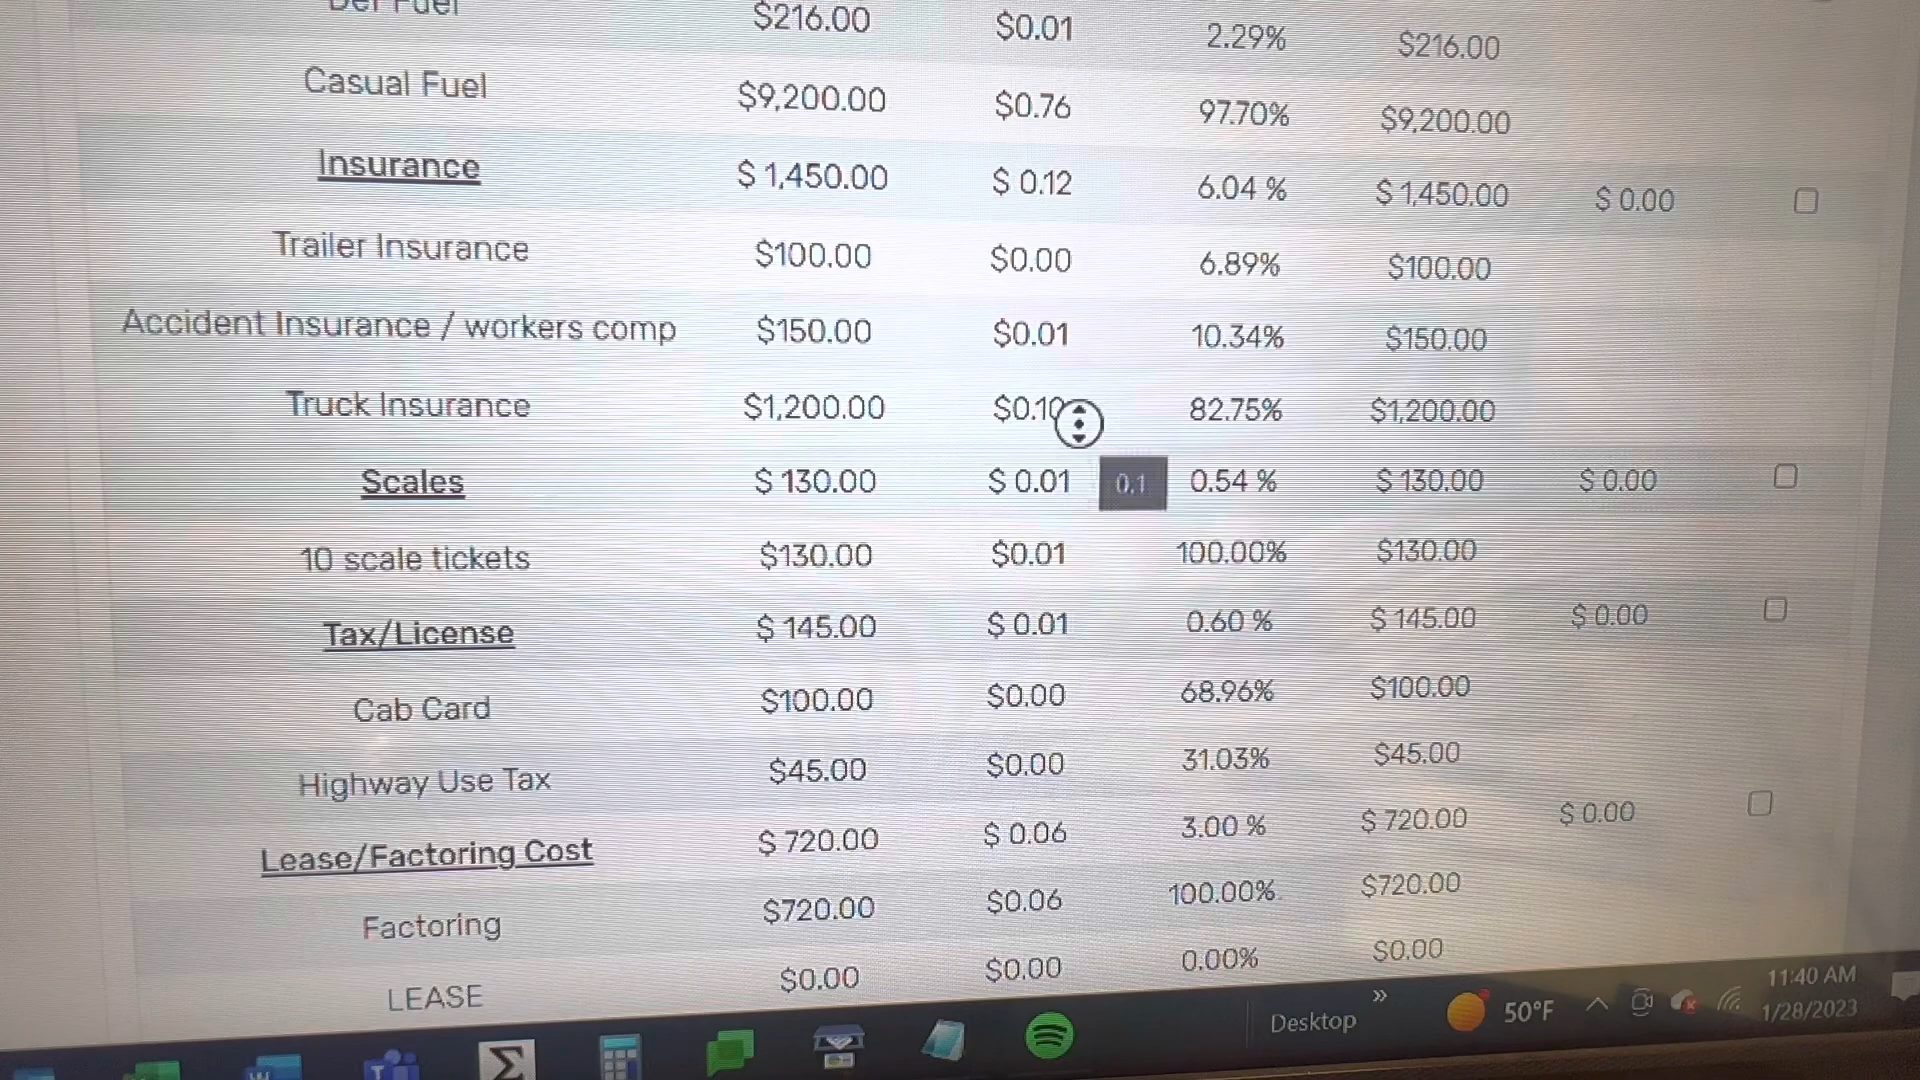 Def Fuel $216.00 $0.01 2.29% $216.00
Casual Fuel $9,200.00 $0.76 97.70% $9,200.00
Insurance $ 1,450.00 $ 0.12 6.04 % $ 1,450.00 $ 0.00
Trailer Insurance $100.00 $0.00 6.89% $100.00
Accident Insurance / workers comp $150.00 $0.01 10.34% $150.00
Truck Insurance $1,200.00 $0.10 82.75% $1,200.00
Scales $ 130.00 $ 0.01 0.1 0.54 % $ 130.00 $ 0.00
10 scale tickets $130.00 $0.01 100.00% $130.00
Tax/License $ 145.00 $ 0.01 0.60 % $ 145.00 $ 0.00
Cab Card $100.00 $0.00 68.96% $100.00
Highway Use Tax $45.00 $0.00 31.03% $45.00
Lease/Factoring Cost $ 720.00 $ 0.06 3.00 % $ 720.00 $ 0.00
Factoring $720.00 $0.06 100.00% $720.00
LEASE $0.00 $0.00 0.00% $0.00
Desktop » 50°F 11:40 AM
1/28/2023